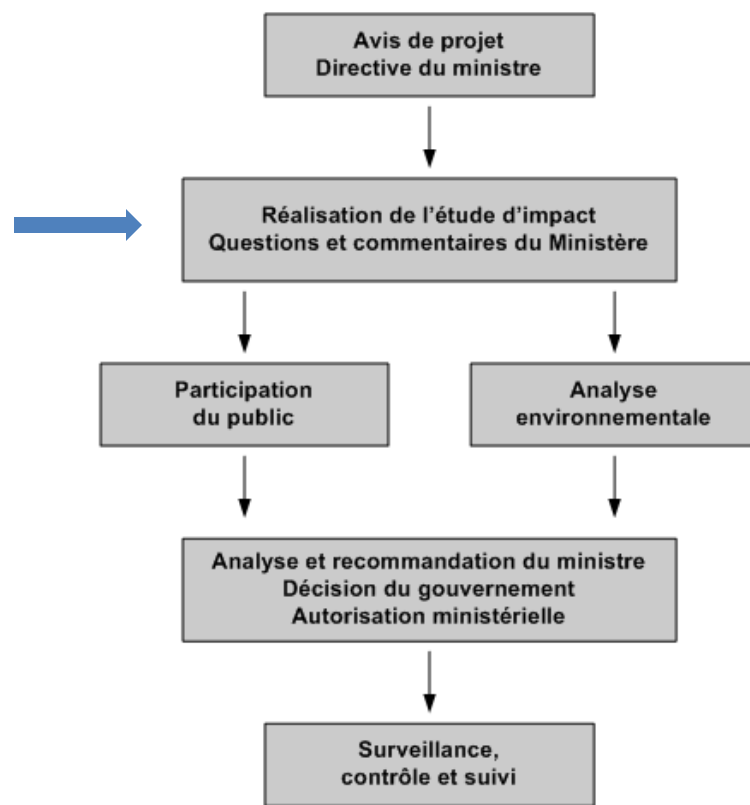 Avis de projet
Directive du ministre
Réalisation de l'étude d'impact
Questions et commentaires du Ministère
Participation
du public
Analyse
environnementale
Analyse et recommandation du ministre
Décision du gouvernement
Autorisation ministérielle
Surveillance,
contrôle et suivi